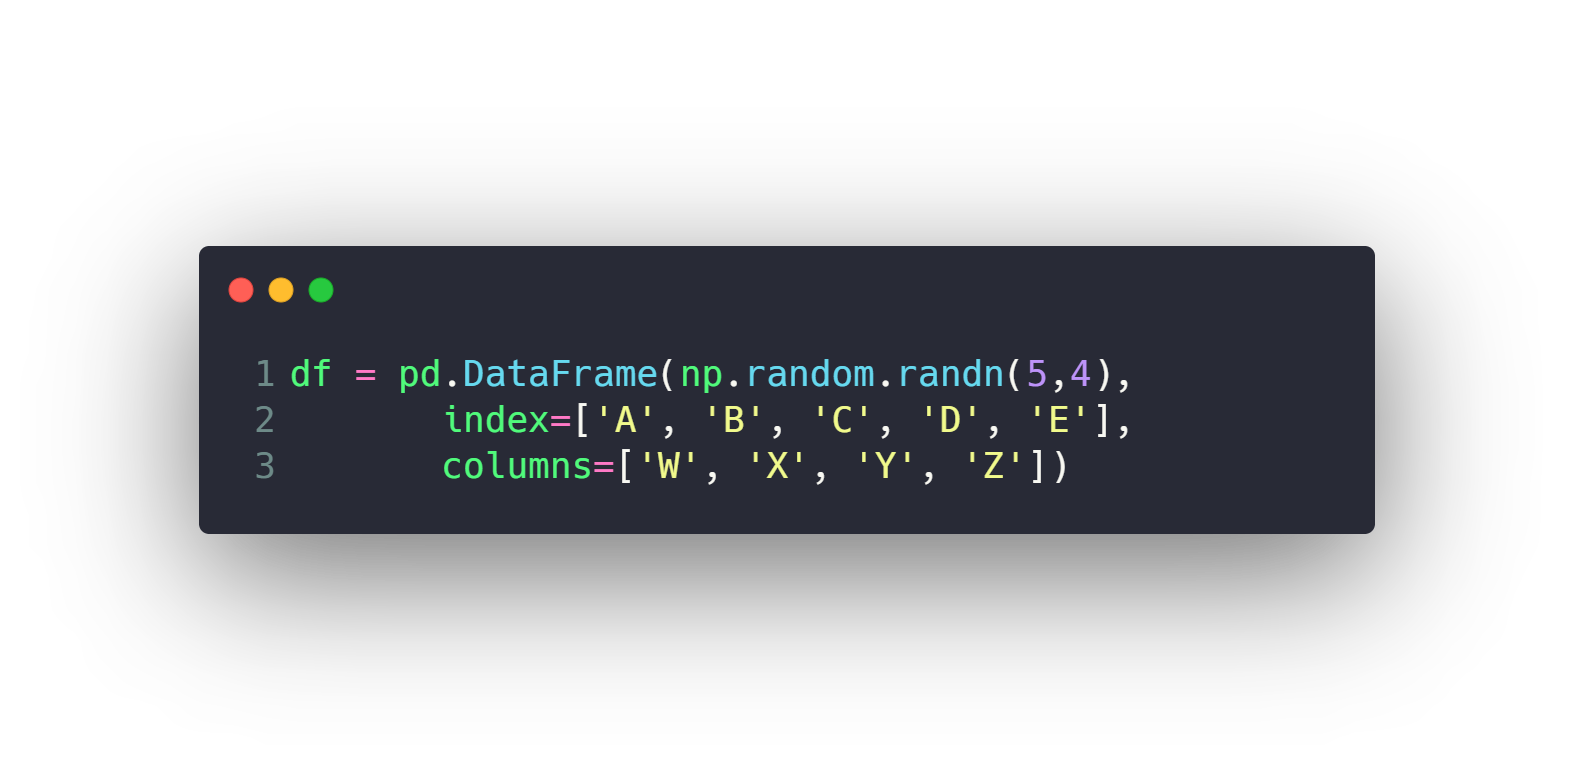 1 df = pd.DataFrame(np.random.randn(5,4),
2        index=['A', 'B', 'C', 'D', 'E'],
3        columns=['W', 'X', 'Y', 'Z'])